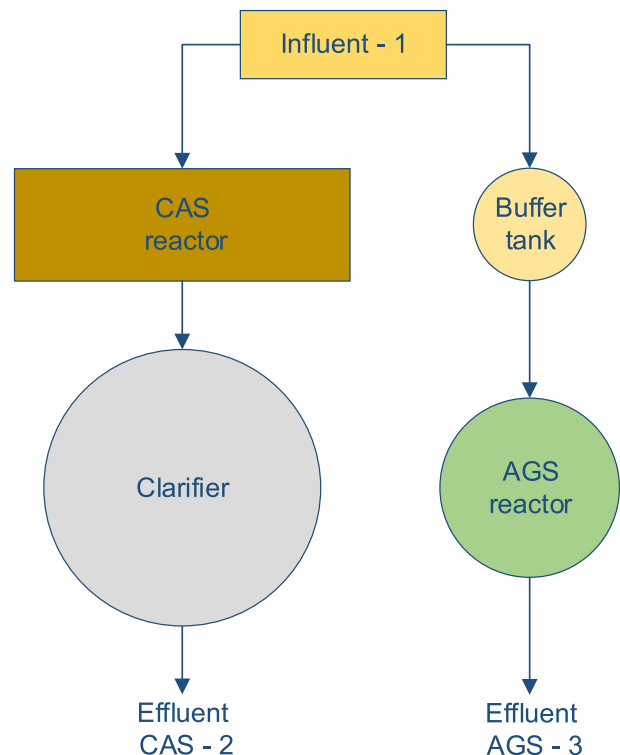 Influent - 1
CAS
reactor
Buffer
tank
Clarifier
AGS
reactor
Effluent
CAS - 2
Effluent
AGS - 3